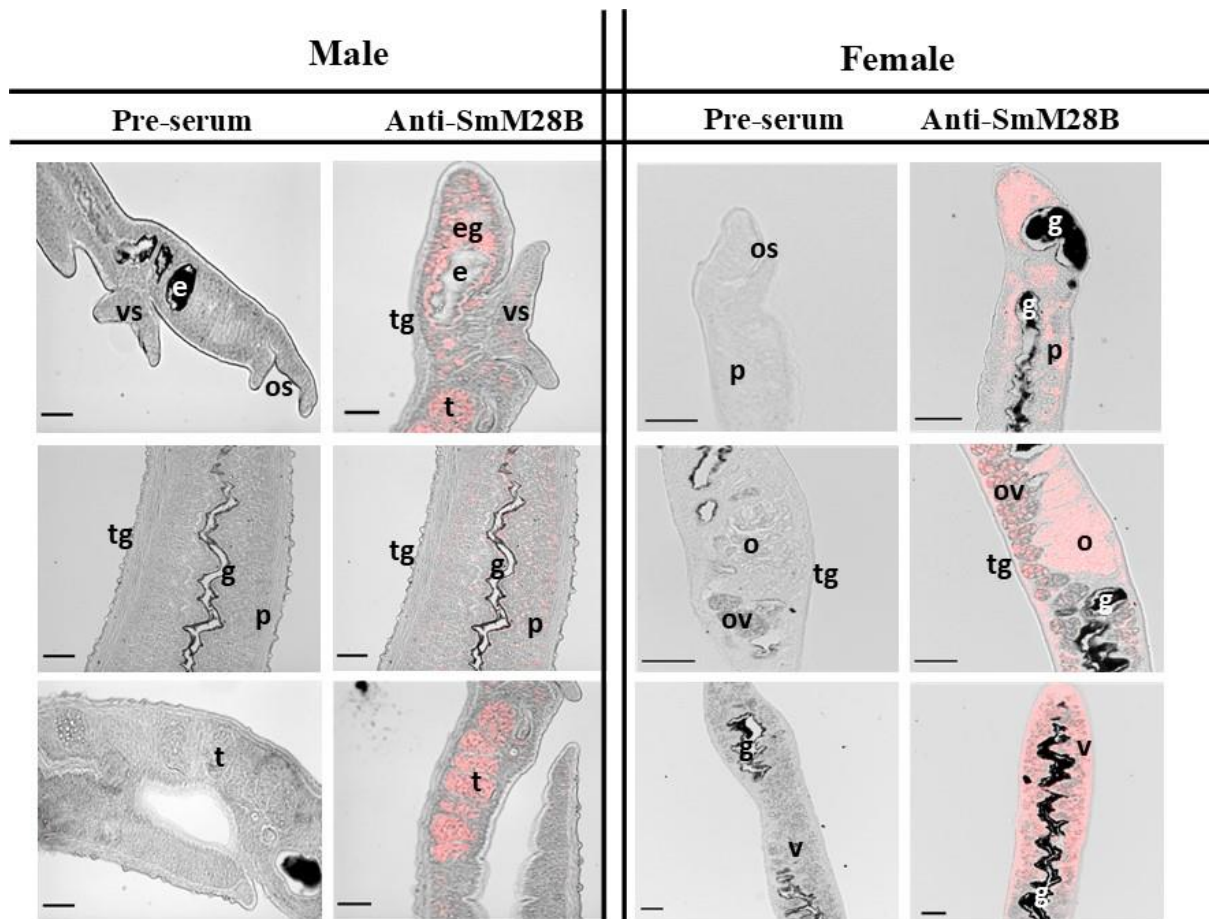 Male Female
Pre-serum Anti-SmM28B Pre-serum Anti-SmM28B
e
vs
os
eg
e
tg
vs
t
os
p
g
g
p
tg
g
p
tg
g
p
o
tg
ov
ov
o
tg
g
t
t
g
v
v
g